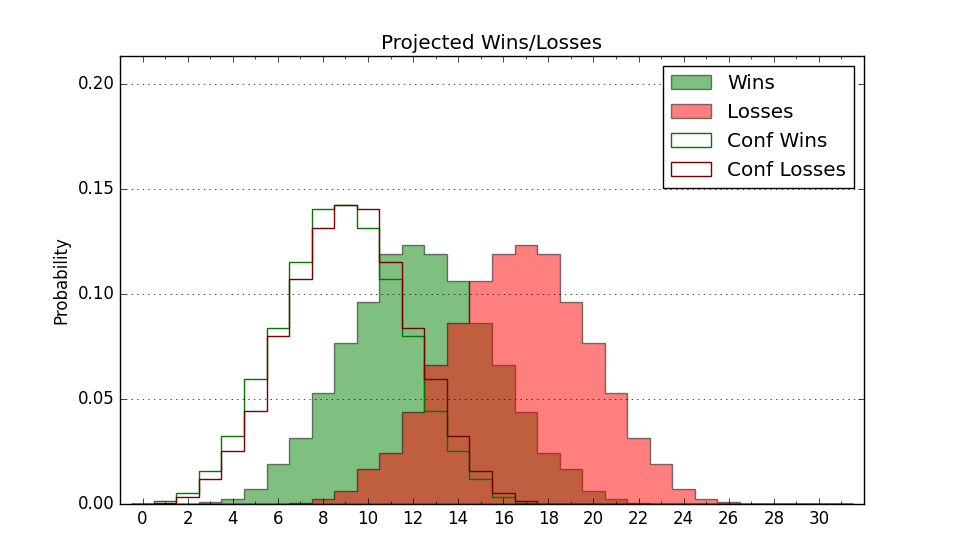 Projected Wins/Losses
0.20
0.15
0.10
0.05
0.00
Probability
Wins
Losses
Conf Wins
Conf Losses
0 2 4 6 8 10 12 14 16 18 20 22 24 26 28 30